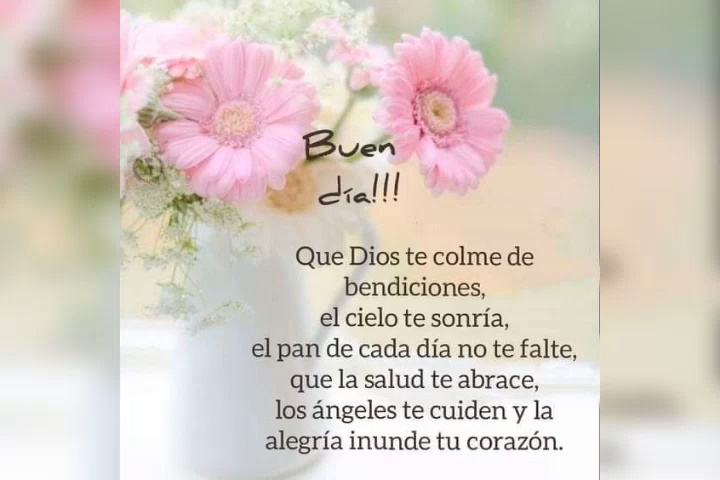 Buen
día!!!
Que Dios te colme de
bendiciones,
el cielo te sonría,
el pan de cada día no te falte,
que la salud te abrace,
los ángeles te cuiden y la
alegría inunde tu corazón.